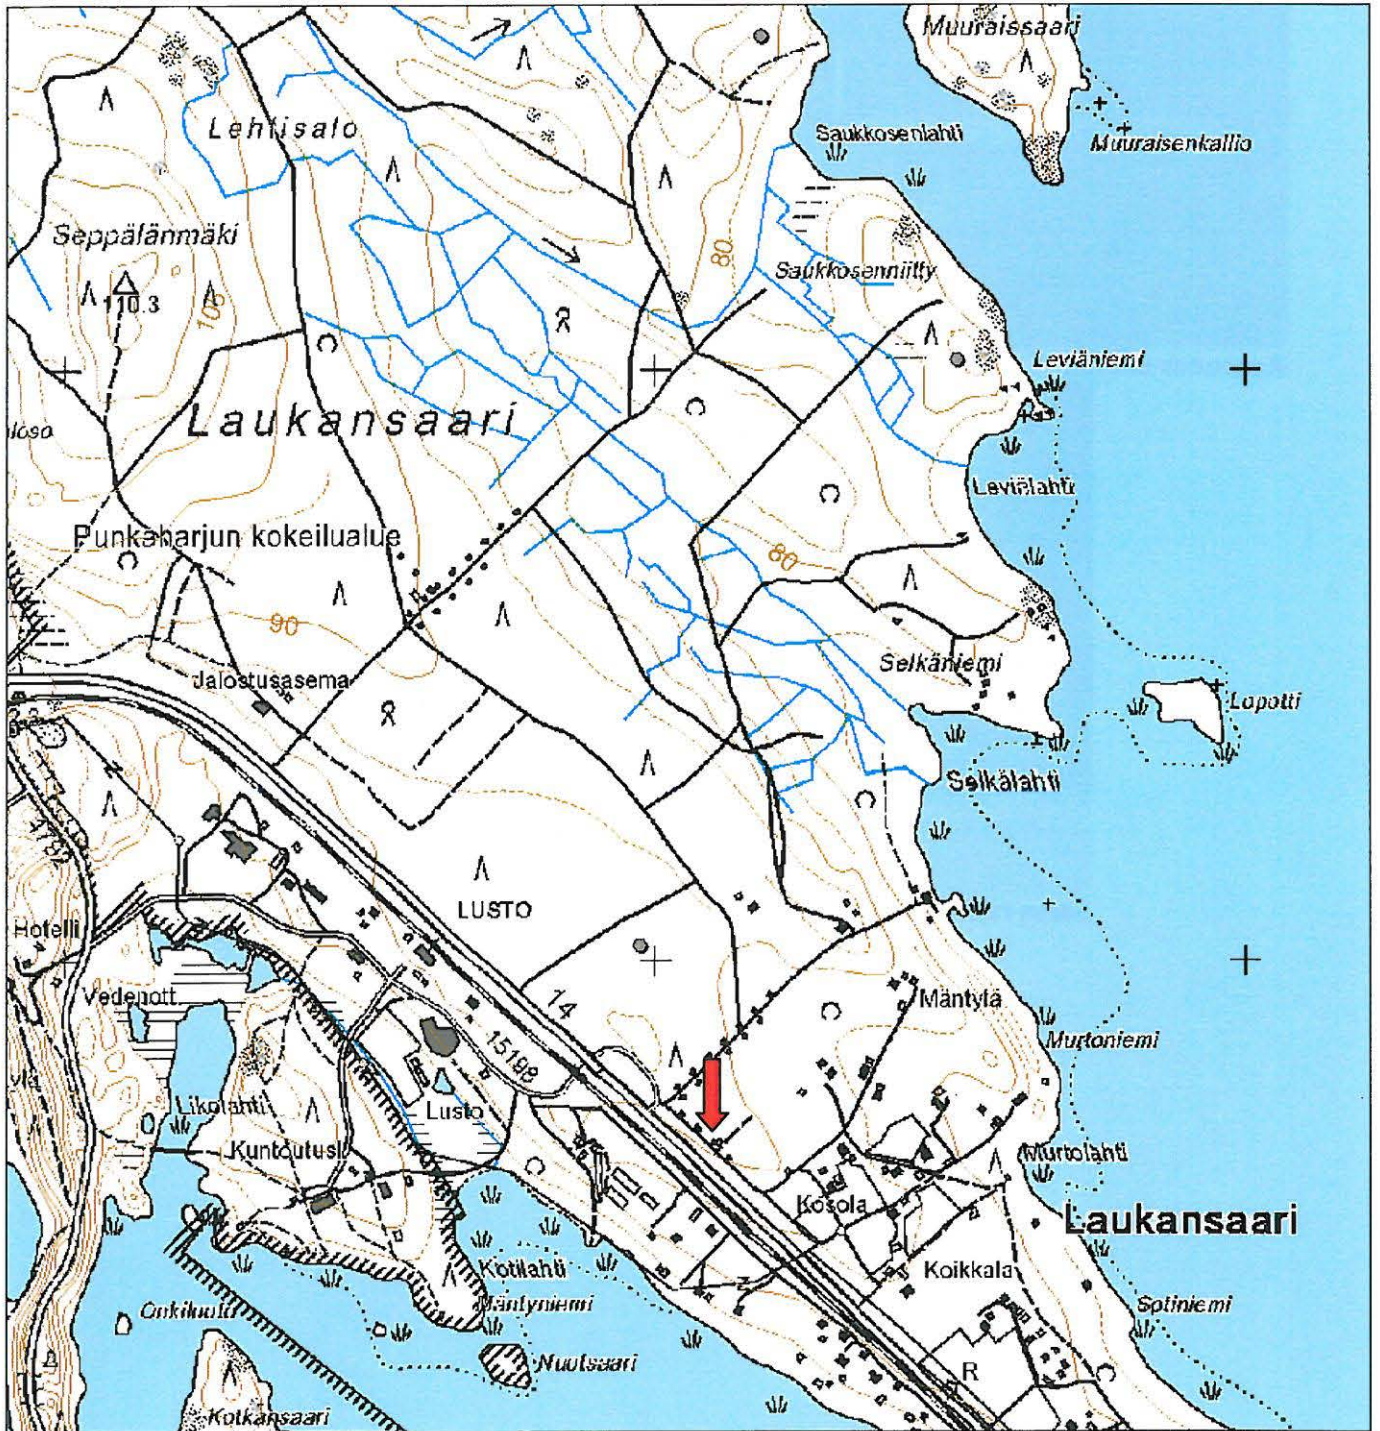 Muuraissaari
Lehtisalo
Saukkosenlahti
Muuraisenkallio
Seppälänmäki
80
Saukkosenniitty
110.3
100
Leviäniemi
Laukansaari
Leviälahti
Punkaharjun kokeilualue
80
90
Selkäniemi
Jalostusasema
Lopotti
Selkälahti
4792
LUSTO
Hotelli
Vedenott.
14
Mäntylä
15198
Murtoniemi
Likolahti
Lusto
Kuntoutusl.
Murtolahti
Kosola
Laukansaari
Kotilahti
Koikkala
Mäntyniemi
Onkiluoto
Sotiniemi
Nuotsaari
R
Kotkansaari